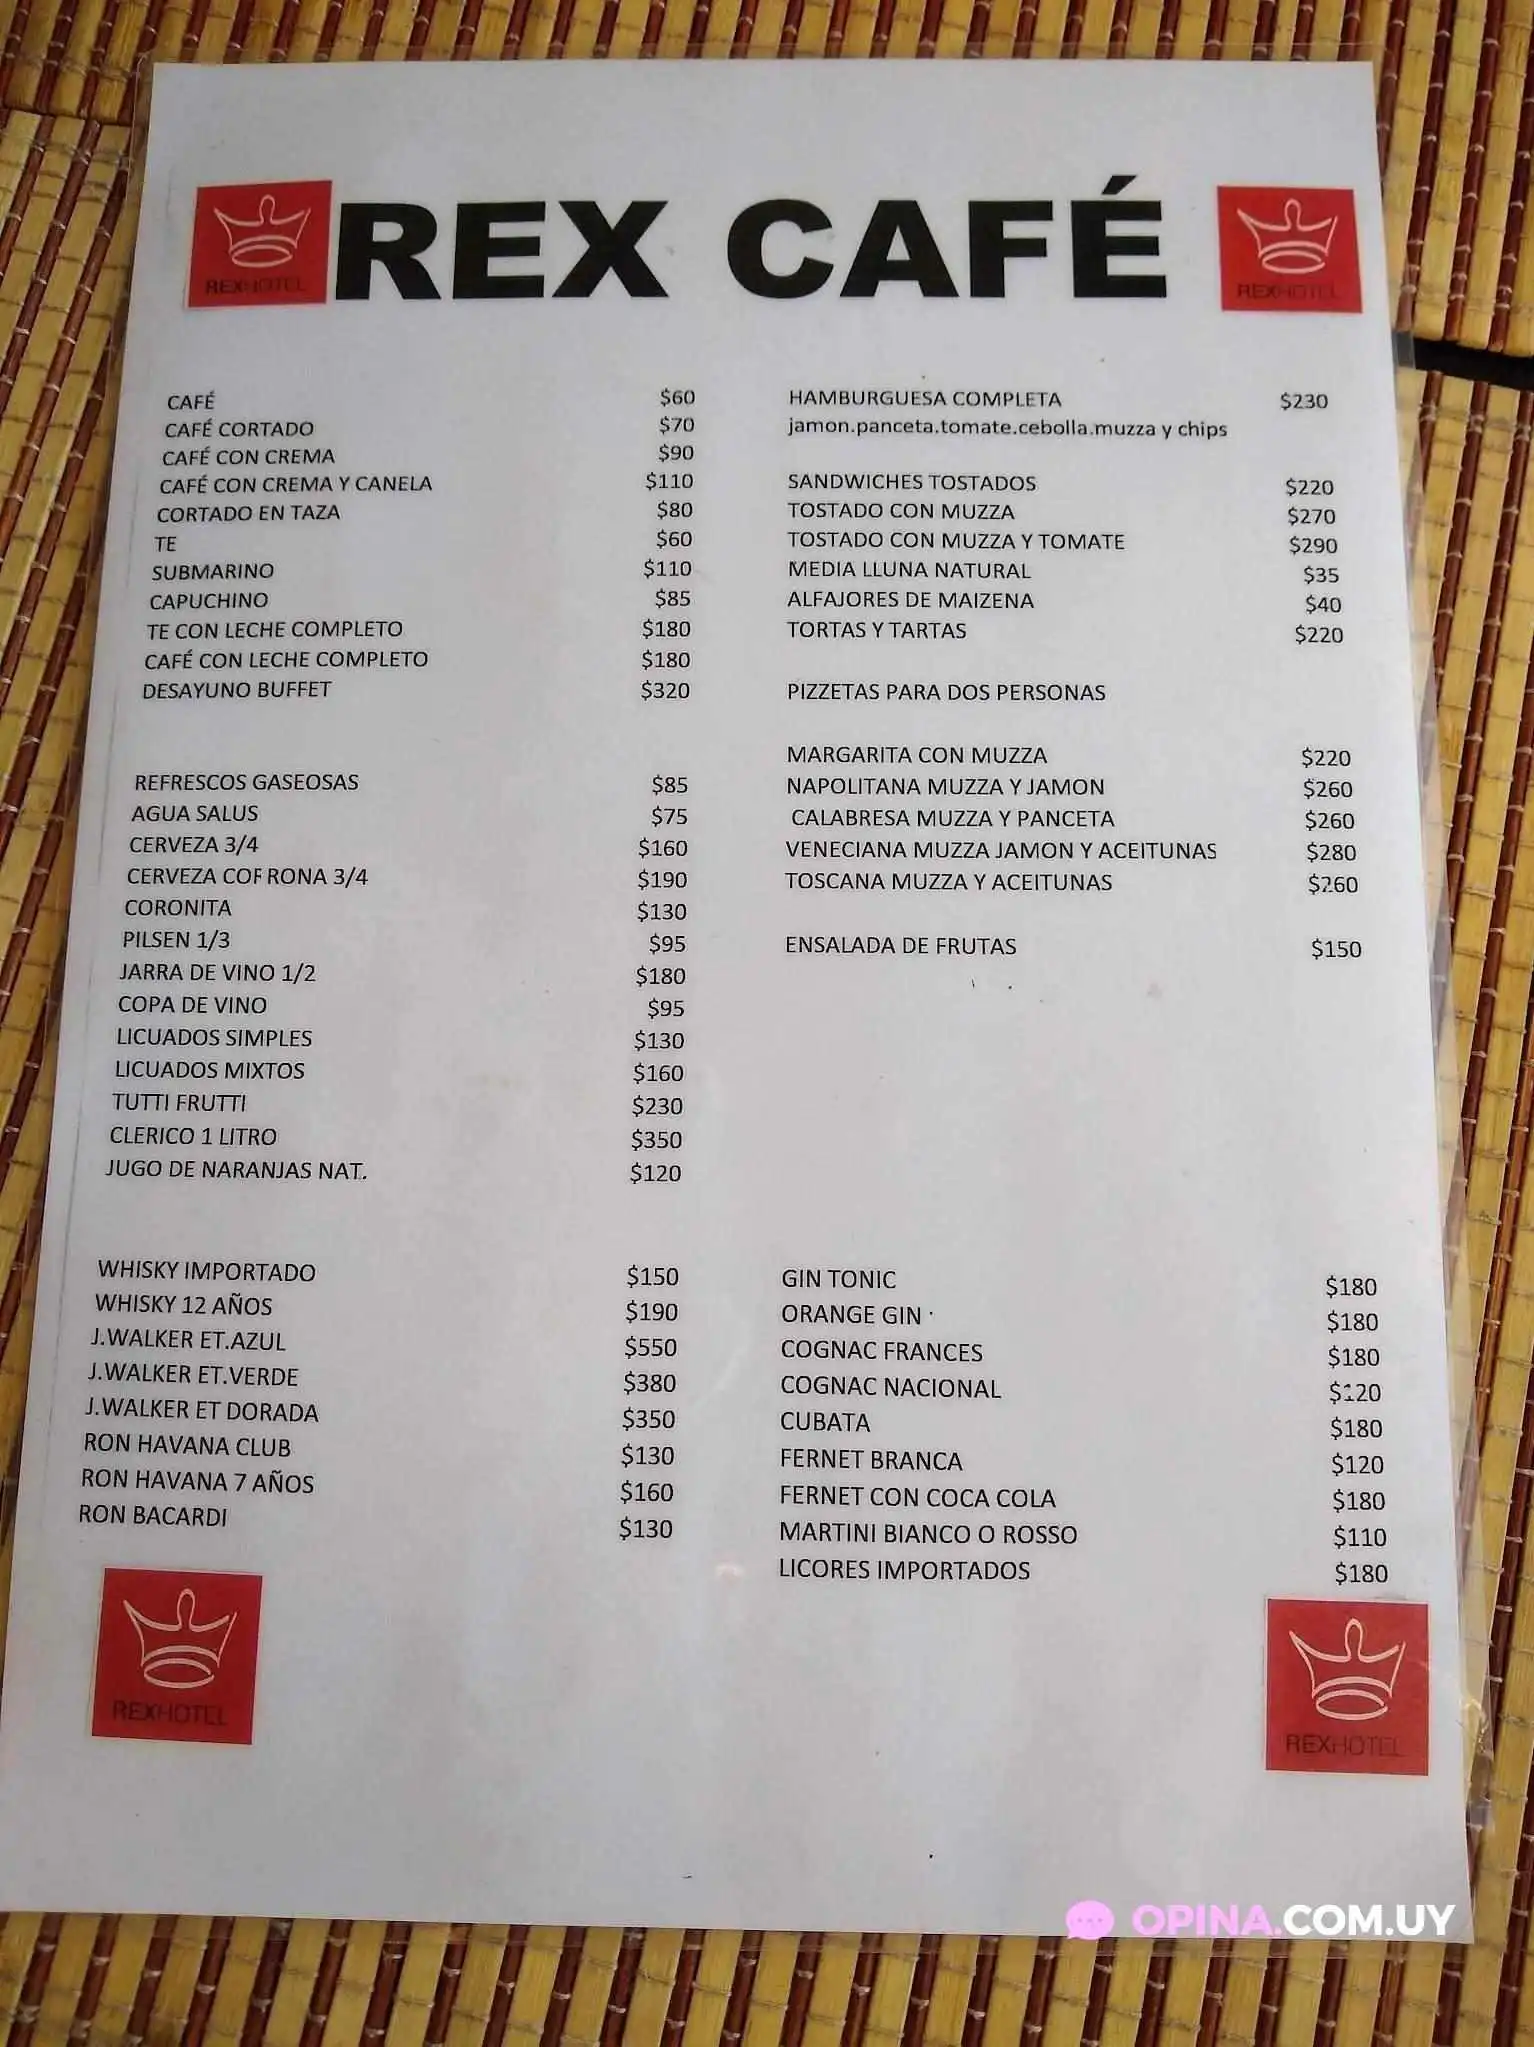 REX CAFÉ
REXHOTEL
REXHOTEL
CAFÉ $60
CAFÉ CORTADO $70
CAFÉ CON CREMA $90
CAFÉ CON CREMA Y CANELA $110
CORTADO EN TAZA $80
TE $60
SUBMARINO $110
CAPUCHINO $85
TE CON LECHE COMPLETO $180
CAFÉ CON LECHE COMPLETO $180
DESAYUNO BUFFET $320
REFRESCOS GASEOSAS $85
AGUA SALUS $75
CERVEZA 3/4 $160
CERVEZA CORRONA 3/4 $190
CORONITA $130
PILSEN 1/3 $95
JARRA DE VINO 1/2 $180
COPA DE VINO $95
LICUADOS SIMPLES $130
LICUADOS MIXTOS $160
TUTTI FRUTTI $230
CLERICO 1 LITRO $350
JUGO DE NARANJAS NAT. $120
HAMBURGUESA COMPLETA $230
jamon.panceta.tomate.cebolla.muzza y chips
SANDWICHES TOSTADOS $220
TOSTADO CON MUZZA $270
TOSTADO CON MUZZA Y TOMATE $290
MEDIA LLUNA NATURAL $35
ALFAJORES DE MAIZENA $40
TORTAS Y TARTAS $220
PIZZETAS PARA DOS PERSONAS
MARGARITA CON MUZZA $220
NAPOLITANA MUZZA Y JAMON $260
CALABRESA MUZZA Y PANCETA $260
VENECIANA MUZZA JAMON Y ACEITUNAS $280
TOSCANA MUZZA Y ACEITUNAS $260
ENSALADA DE FRUTAS $150
WHISKY IMPORTADO $150
WHISKY 12 AÑOS $190
J.WALKER ET.AZUL $550
J.WALKER ET.VERDE $380
J.WALKER ET DORADA $350
RON HAVANA CLUB $130
RON HAVANA 7 AÑOS $160
RON BACARDI $130
GIN TONIC $180
ORANGE GIN $180
COGNAC FRANCES $180
COGNAC NACIONAL $120
CUBATA $180
FERNET BRANCA $120
FERNET CON COCA COLA $180
MARTINI BIANCO O ROSSO $110
LICORES IMPORTADOS $180
REXHOTEL
REXHOTEL
OPINA.COM.UY